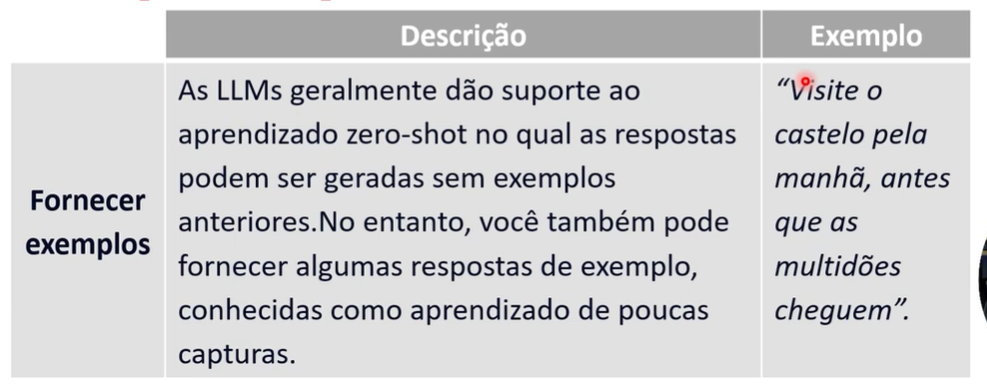 Descrição
Exemplo
Fornecer
exemplos
As LLMs geralmente dão suporte ao
aprendizado zero-shot no qual as respostas
podem ser geradas sem exemplos
anteriores.No entanto, você também pode
fornecer algumas respostas de exemplo,
conhecidas como aprendizado de poucas
capturas.
“Visite o
castelo pela
manhã, antes
que as
multidões
cheguem”.